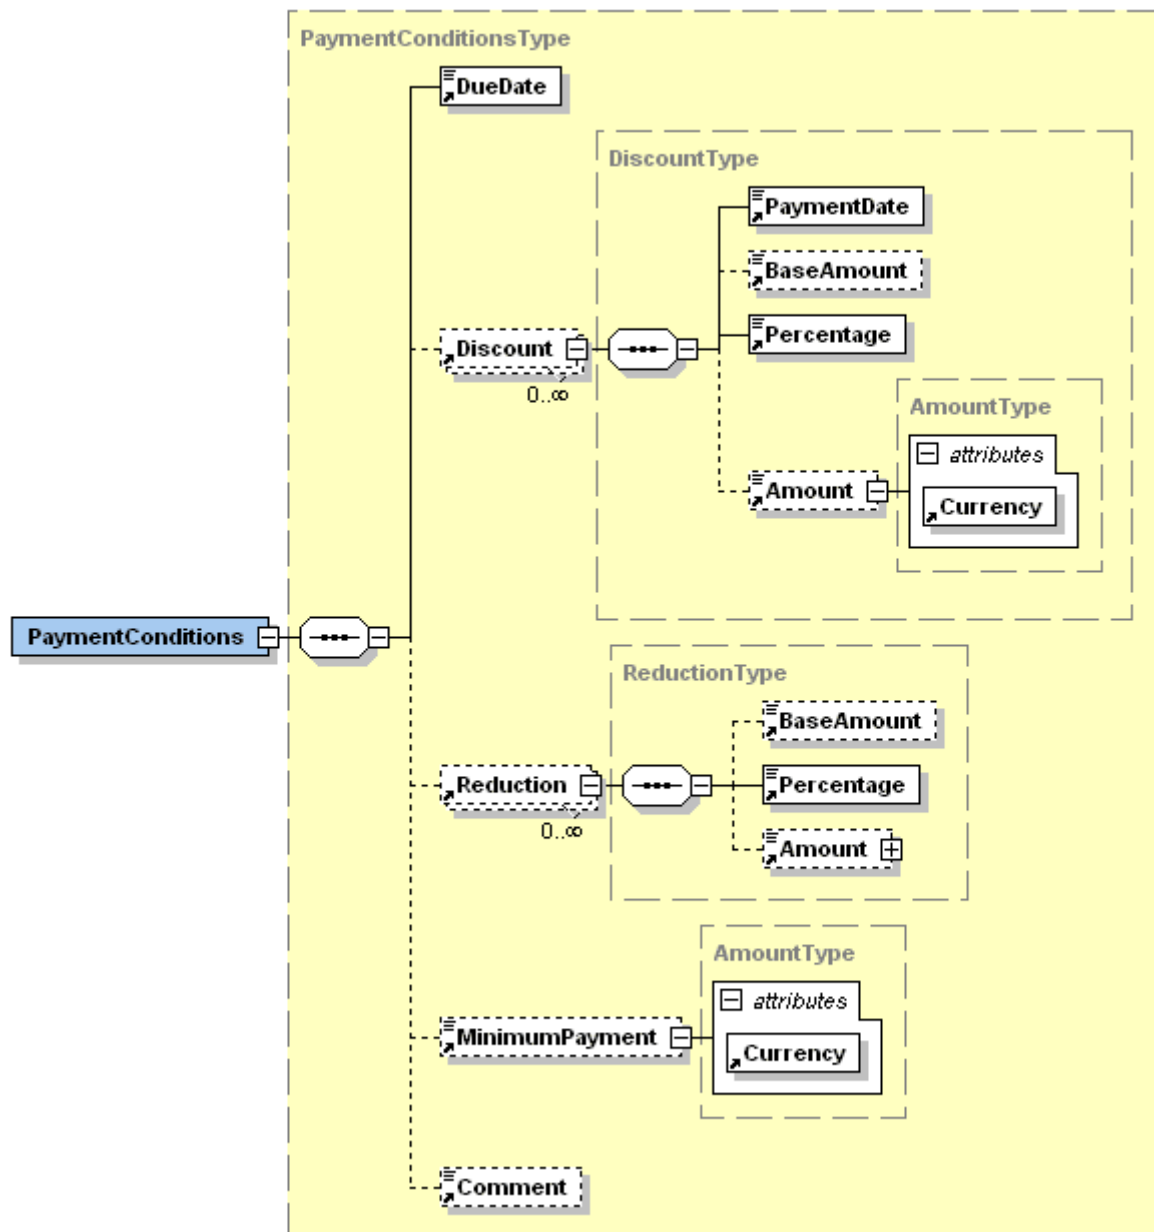 PaymentConditionsType
DueDate
DiscountType
PaymentDate
BaseAmount
Discount
0..∞
Percentage
AmountType
attributes
Amount
Currency
PaymentConditions
ReductionType
BaseAmount
Reduction
0..∞
Percentage
Amount
AmountType
attributes
MinimumPayment
Currency
Comment